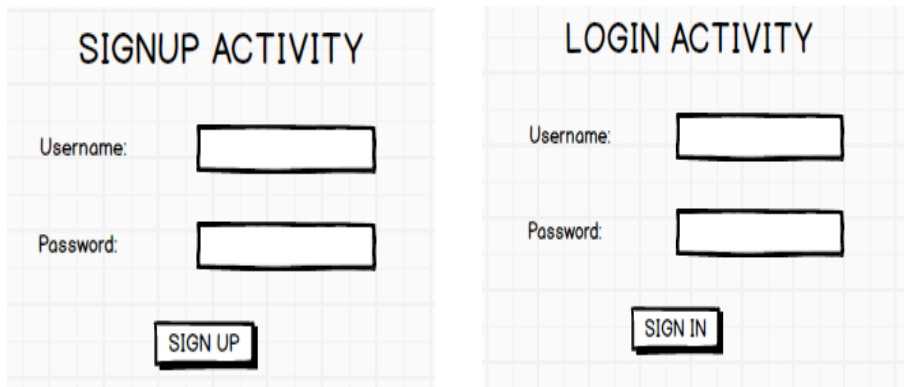 SIGNUP ACTIVITY
Username:
Password:
SIGN UP
LOGIN ACTIVITY
Username:
Password:
SIGN IN